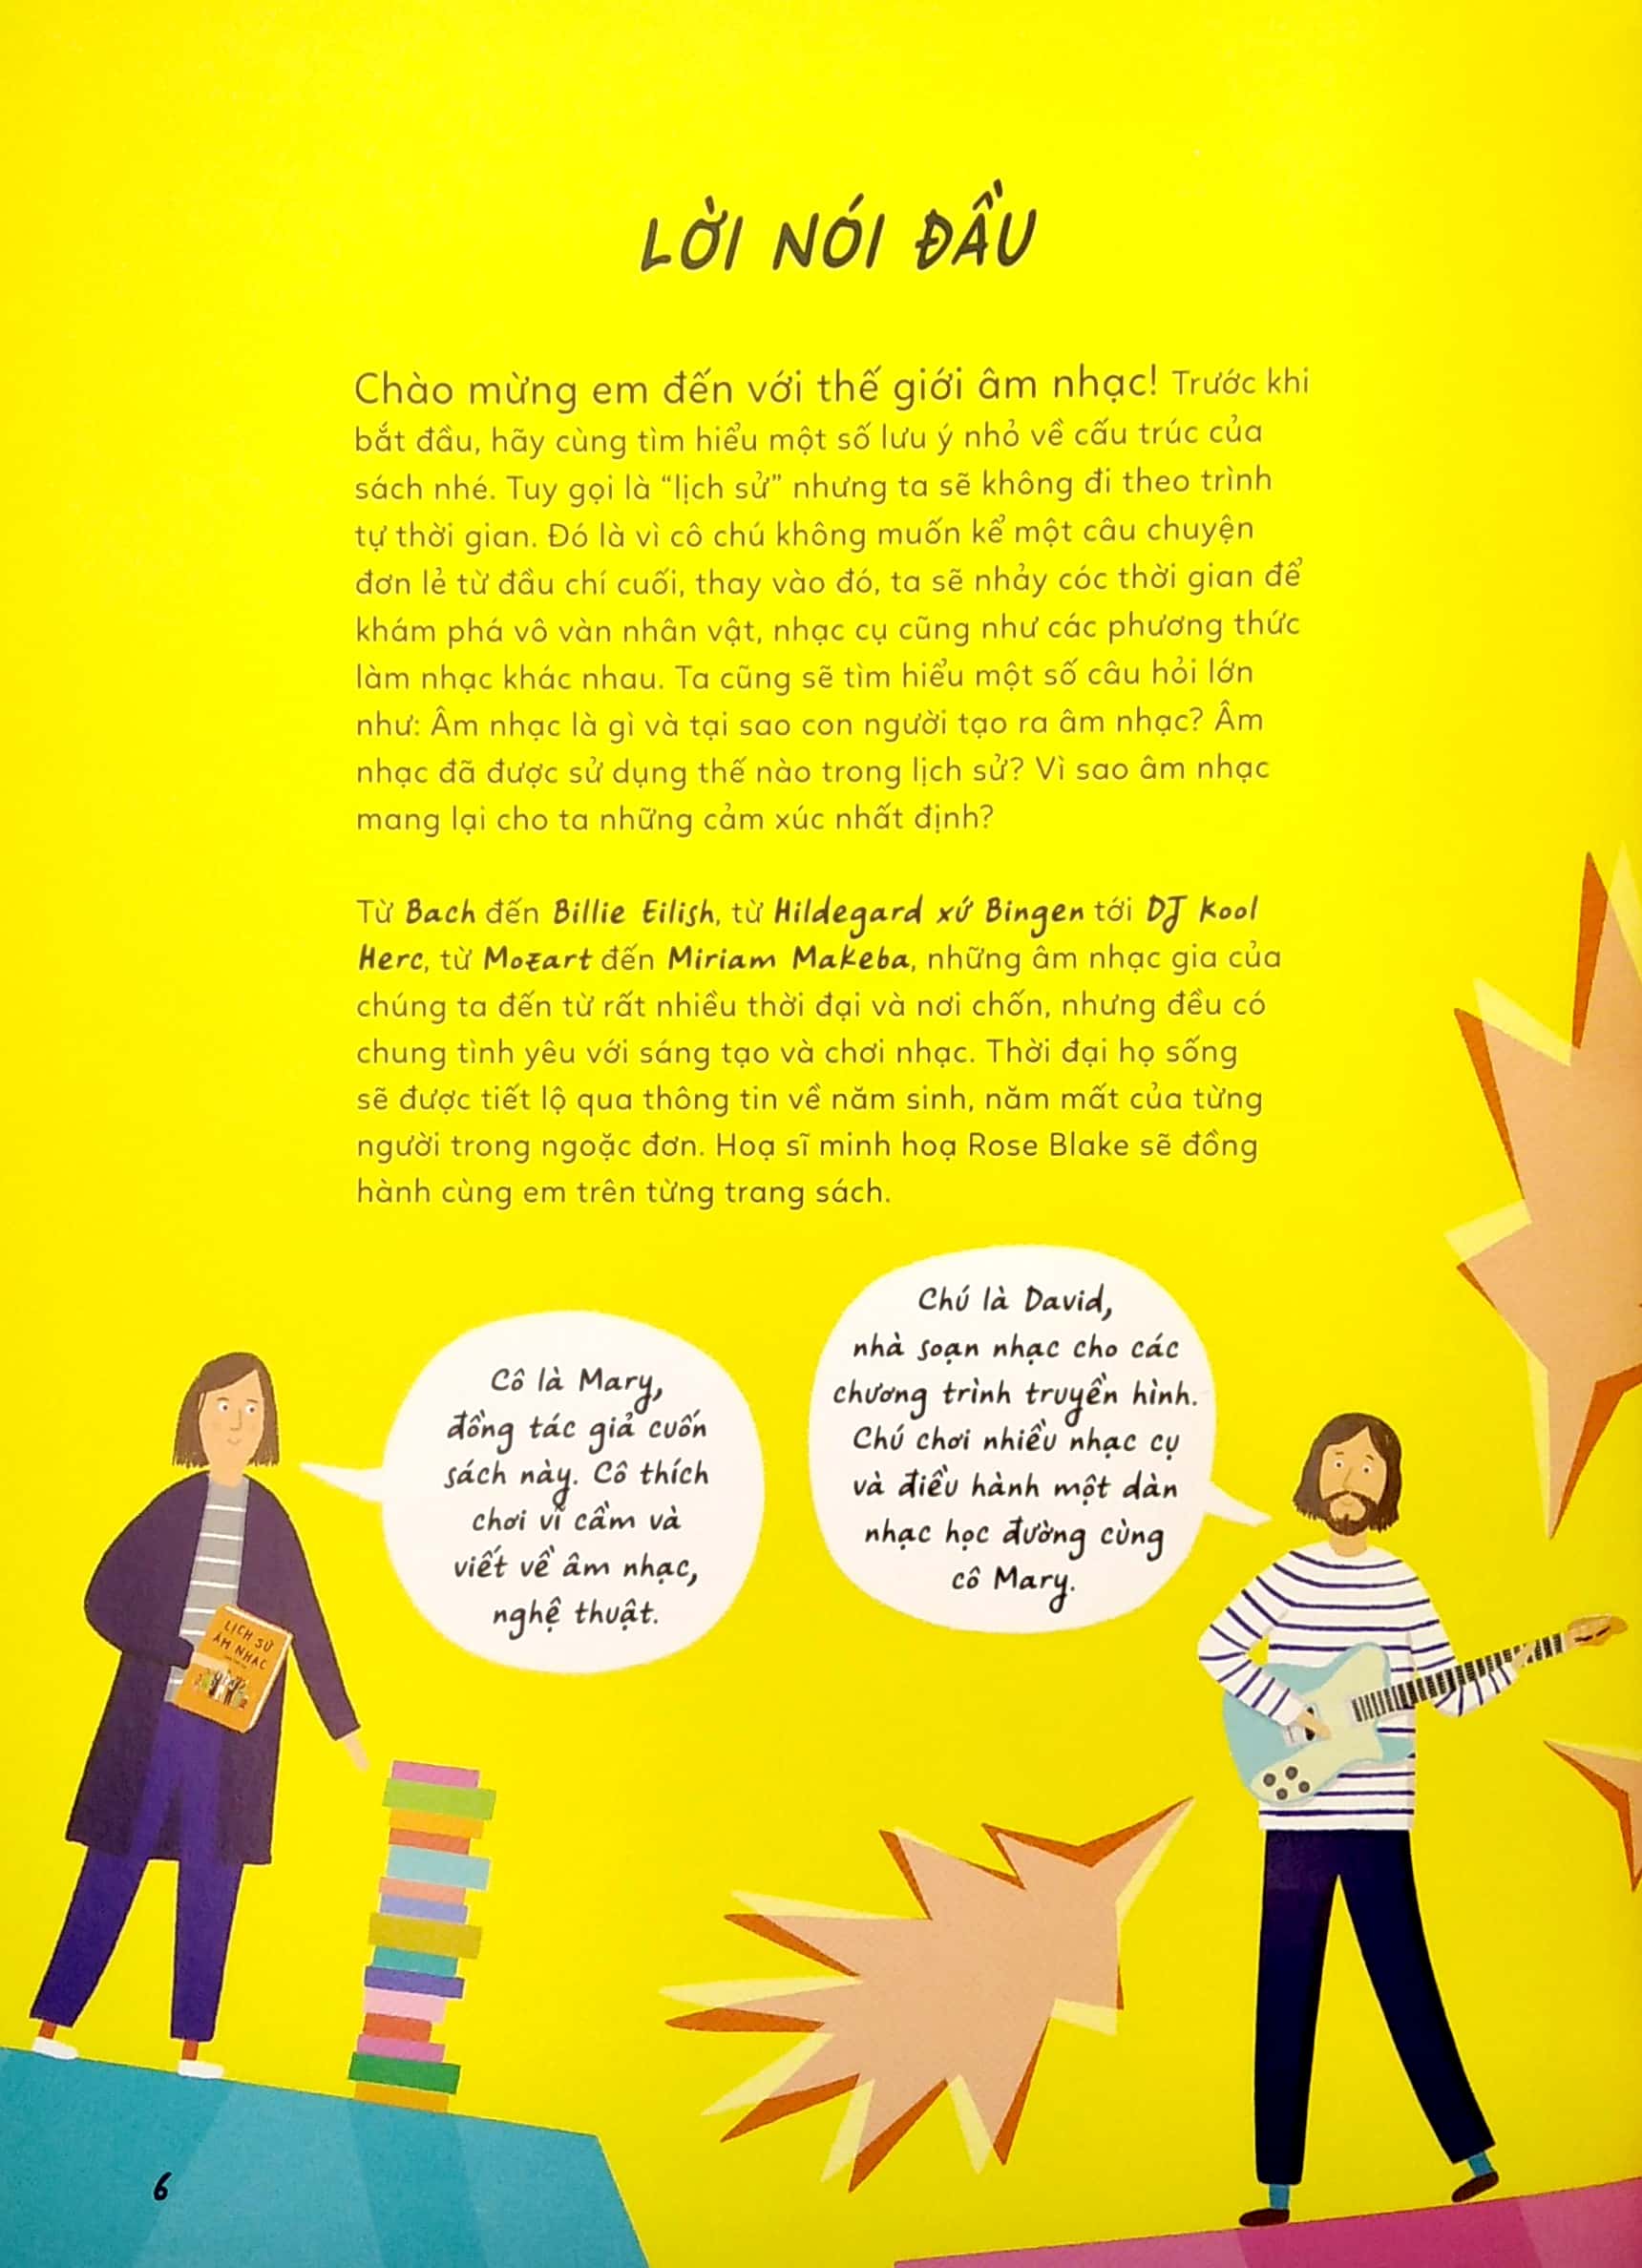 LỜI NÓI ĐẦU
Chào mừng em đến với thế giới âm nhạc! Trước khi
bắt đầu, hãy cùng tìm hiểu một số lưu ý nhỏ về cấu trúc của
sách nhé. Tuy gọi là “lịch sử” nhưng ta sẽ không đi theo trình
tự thời gian. Đó là vì cô chú không muốn kể một câu chuyện
đơn lẻ từ đầu chí cuối, thay vào đó, ta sẽ nhảy cóc thời gian để
khám phá vô vàn nhân vật, nhạc cụ cũng như các phương thức
làm nhạc khác nhau. Ta cũng sẽ tìm hiểu một số câu hỏi lớn
như: Âm nhạc là gì và tại sao con người tạo ra âm nhạc? Âm
nhạc đã được sử dụng thế nào trong lịch sử? Vì sao âm nhạc
mang lại cho ta những cảm xúc nhất định?
Từ Bach đến Billie Eilish, từ Hildegard xứ Bingen tới DJ Kool
Herc, từ Mozart đến Miriam Makeba, những âm nhạc gia của
chúng ta đến từ rất nhiều thời đại và nơi chốn, nhưng đều có
chung tình yêu với sáng tạo và chơi nhạc. Thời đại họ sống
sẽ được tiết lộ qua thông tin về năm sinh, năm mất của từng
người trong ngoặc đơn. Hoạ sĩ minh hoạ Rose Blake sẽ đồng
hành cùng em trên từng trang sách.
Cô là Mary,
đồng tác giả cuốn
sách này. Cô thích
chơi vĩ cầm và
viết về âm nhạc,
nghệ thuật.
Chú là David,
nhà soạn nhạc cho các
chương trình truyền hình.
Chú chơi nhiều nhạc cụ
và điều hành một dàn
nhạc học đường cùng
cô Mary.
LỊCH SỬ
ÂM NHẠC
6